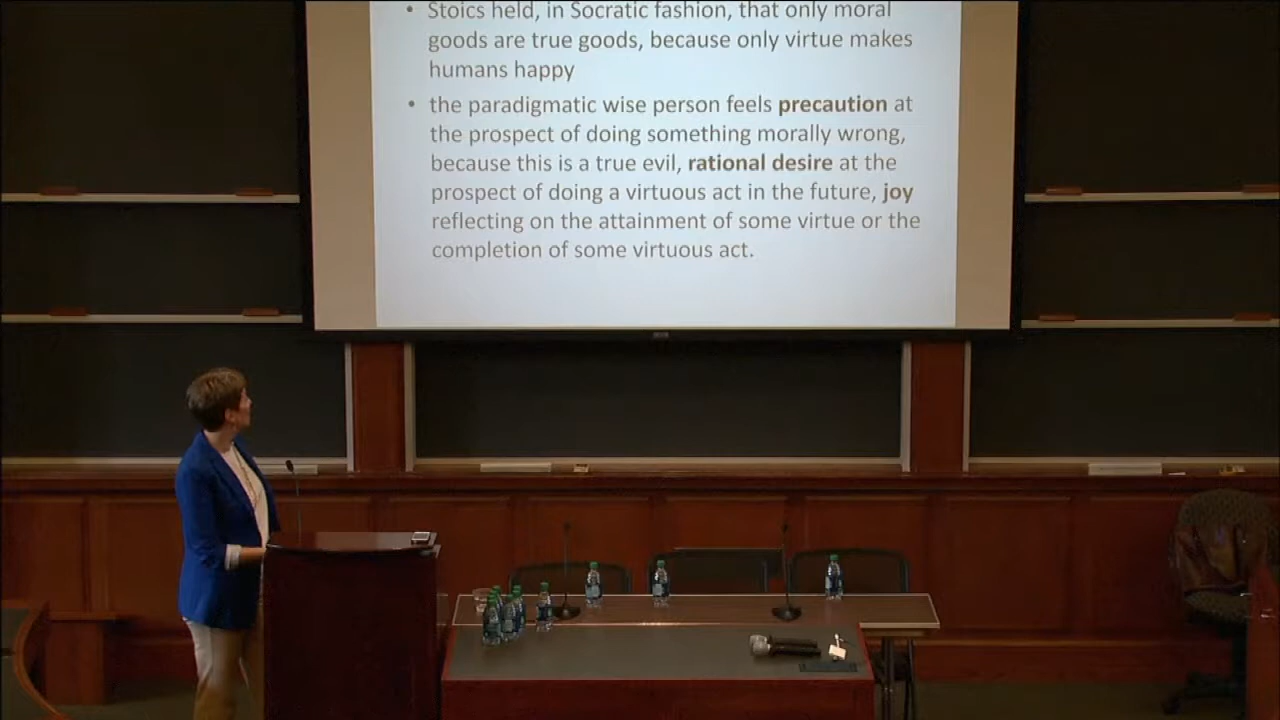 • Stoics held, in Socratic fashion, that only moral
goods are true goods, because only virtue makes
humans happy
• the paradigmatic wise person feels precaution at
the prospect of doing something morally wrong,
because this is a true evil, rational desire at the
prospect of doing a virtuous act in the future, joy
reflecting on the attainment of some virtue or the
completion of some virtuous act.